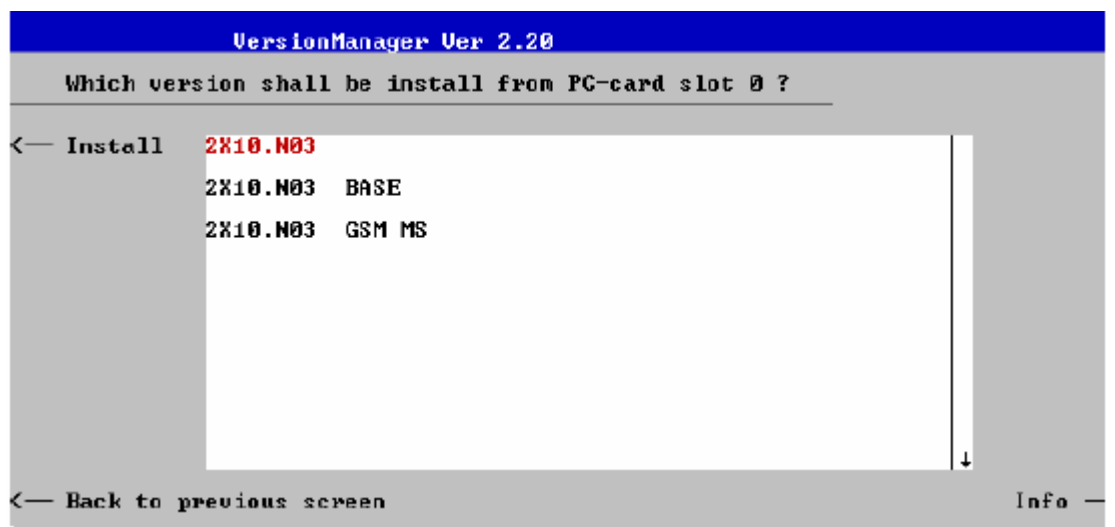 VersionManager Ver 2.20
Which version shall be install from PC-card slot 0 ?
<— Install 2X10.N03
2X10.N03 BASE
2X10.N03 GSM MS
↓
<— Back to previous screen Info —